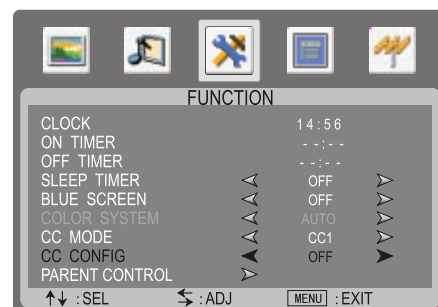 FUNCTION
CLOCK 14:56
ON TIMER --:--
OFF TIMER --:--
SLEEP TIMER OFF
BLUE SCREEN OFF
COLOR SYSTEM AUTO
CC MODE CC1
CC CONFIG OFF
PARENT CONTROL
:SEL :ADJ MENU :EXIT